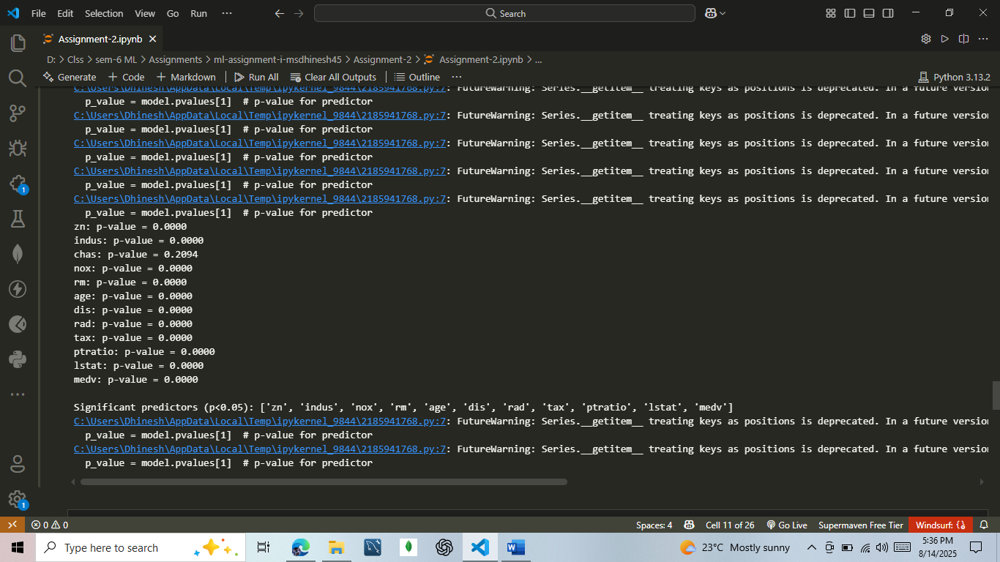 File Edit Selection View Go Run ··· Search
Assignment-2.ipynb
D: > Clss > sem-6 ML > Assignments > ml-assignment-i-msdhinesh45 > Assignment-2 > Assignment-2.ipynb > ...
Generate + Code + Markdown Run All Clear All Outputs Outline ··· Python 3.13.2
C:\Users\Dhinesh\AppData\Local\Temp\ipykernel_9844\2185941768.py:7: FutureWarning: Series.__getitem__ treating keys as positions is deprecated. In a future version
p_value = model.pvalues[1]  # p-value for predictor
C:\Users\Dhinesh\AppData\Local\Temp\ipykernel_9844\2185941768.py:7: FutureWarning: Series.__getitem__ treating keys as positions is deprecated. In a future version
p_value = model.pvalues[1]  # p-value for predictor
C:\Users\Dhinesh\AppData\Local\Temp\ipykernel_9844\2185941768.py:7: FutureWarning: Series.__getitem__ treating keys as positions is deprecated. In a future version
p_value = model.pvalues[1]  # p-value for predictor
C:\Users\Dhinesh\AppData\Local\Temp\ipykernel_9844\2185941768.py:7: FutureWarning: Series.__getitem__ treating keys as positions is deprecated. In a future version
p_value = model.pvalues[1]  # p-value for predictor
C:\Users\Dhinesh\AppData\Local\Temp\ipykernel_9844\2185941768.py:7: FutureWarning: Series.__getitem__ treating keys as positions is deprecated. In a future version
p_value = model.pvalues[1]  # p-value for predictor
zn: p-value = 0.0000
indus: p-value = 0.0000
chas: p-value = 0.2094
nox: p-value = 0.0000
rm: p-value = 0.0000
age: p-value = 0.0000
dis: p-value = 0.0000
rad: p-value = 0.0000
tax: p-value = 0.0000
ptratio: p-value = 0.0000
lstat: p-value = 0.0000
medv: p-value = 0.0000
Significant predictors (p<0.05): ['zn', 'indus', 'nox', 'rm', 'age', 'dis', 'rad', 'tax', 'ptratio', 'lstat', 'medv']
C:\Users\Dhinesh\AppData\Local\Temp\ipykernel_9844\2185941768.py:7: FutureWarning: Series.__getitem__ treating keys as positions is deprecated. In a future version
p_value = model.pvalues[1]  # p-value for predictor
C:\Users\Dhinesh\AppData\Local\Temp\ipykernel_9844\2185941768.py:7: FutureWarning: Series.__getitem__ treating keys as positions is deprecated. In a future version
p_value = model.pvalues[1]  # p-value for predictor
1
1
0 0 Spaces: 4 Cell 11 of 26 Go Live Supermaven Free Tier Windsurf: {}
Type here to search 23°C Mostly sunny 5:36 PM
8/14/2025